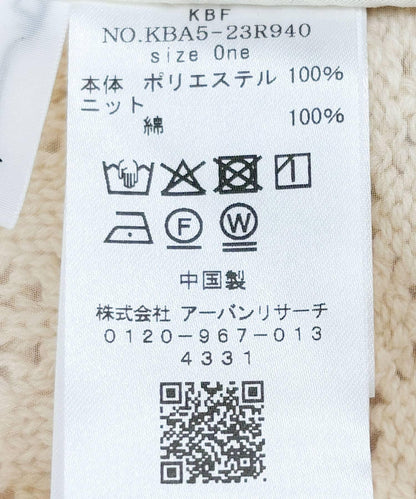 KBF
NO.KBA5-23R940
size One
本体 ポリエステル 100%
ニット
綿 100%
F W
中国製
株式会社 アーバンリサーチ
0120-967-013
4331